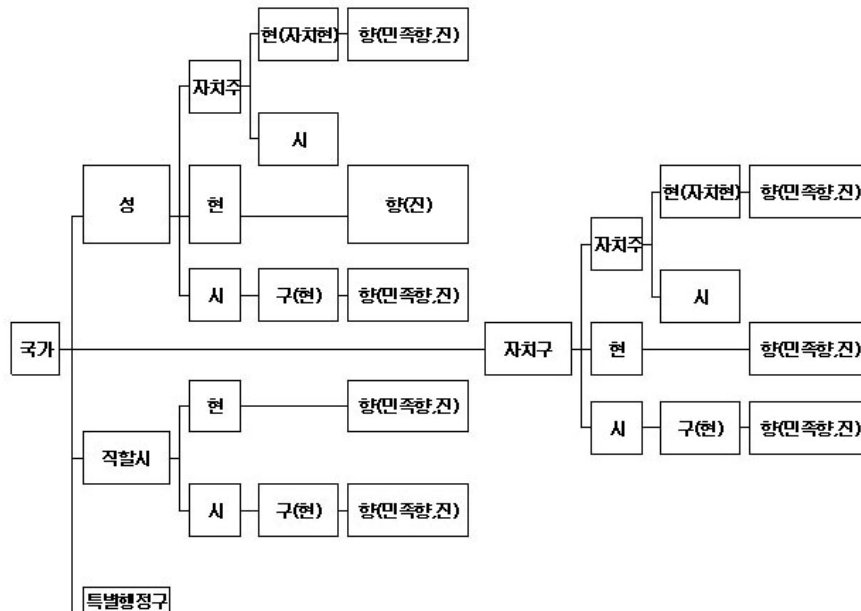 현(자치현)
향(민족향,진)
자치주
시
성
현
향(진)
시
구(현)
향(민족향,진)
국가
자치구
자치주
현(자치현)
향(민족향,진)
시
현
향(민족향,진)
시
구(현)
향(민족향,진)
직할시
현
향(민족향,진)
시
구(현)
향(민족향,진)
특별행정구